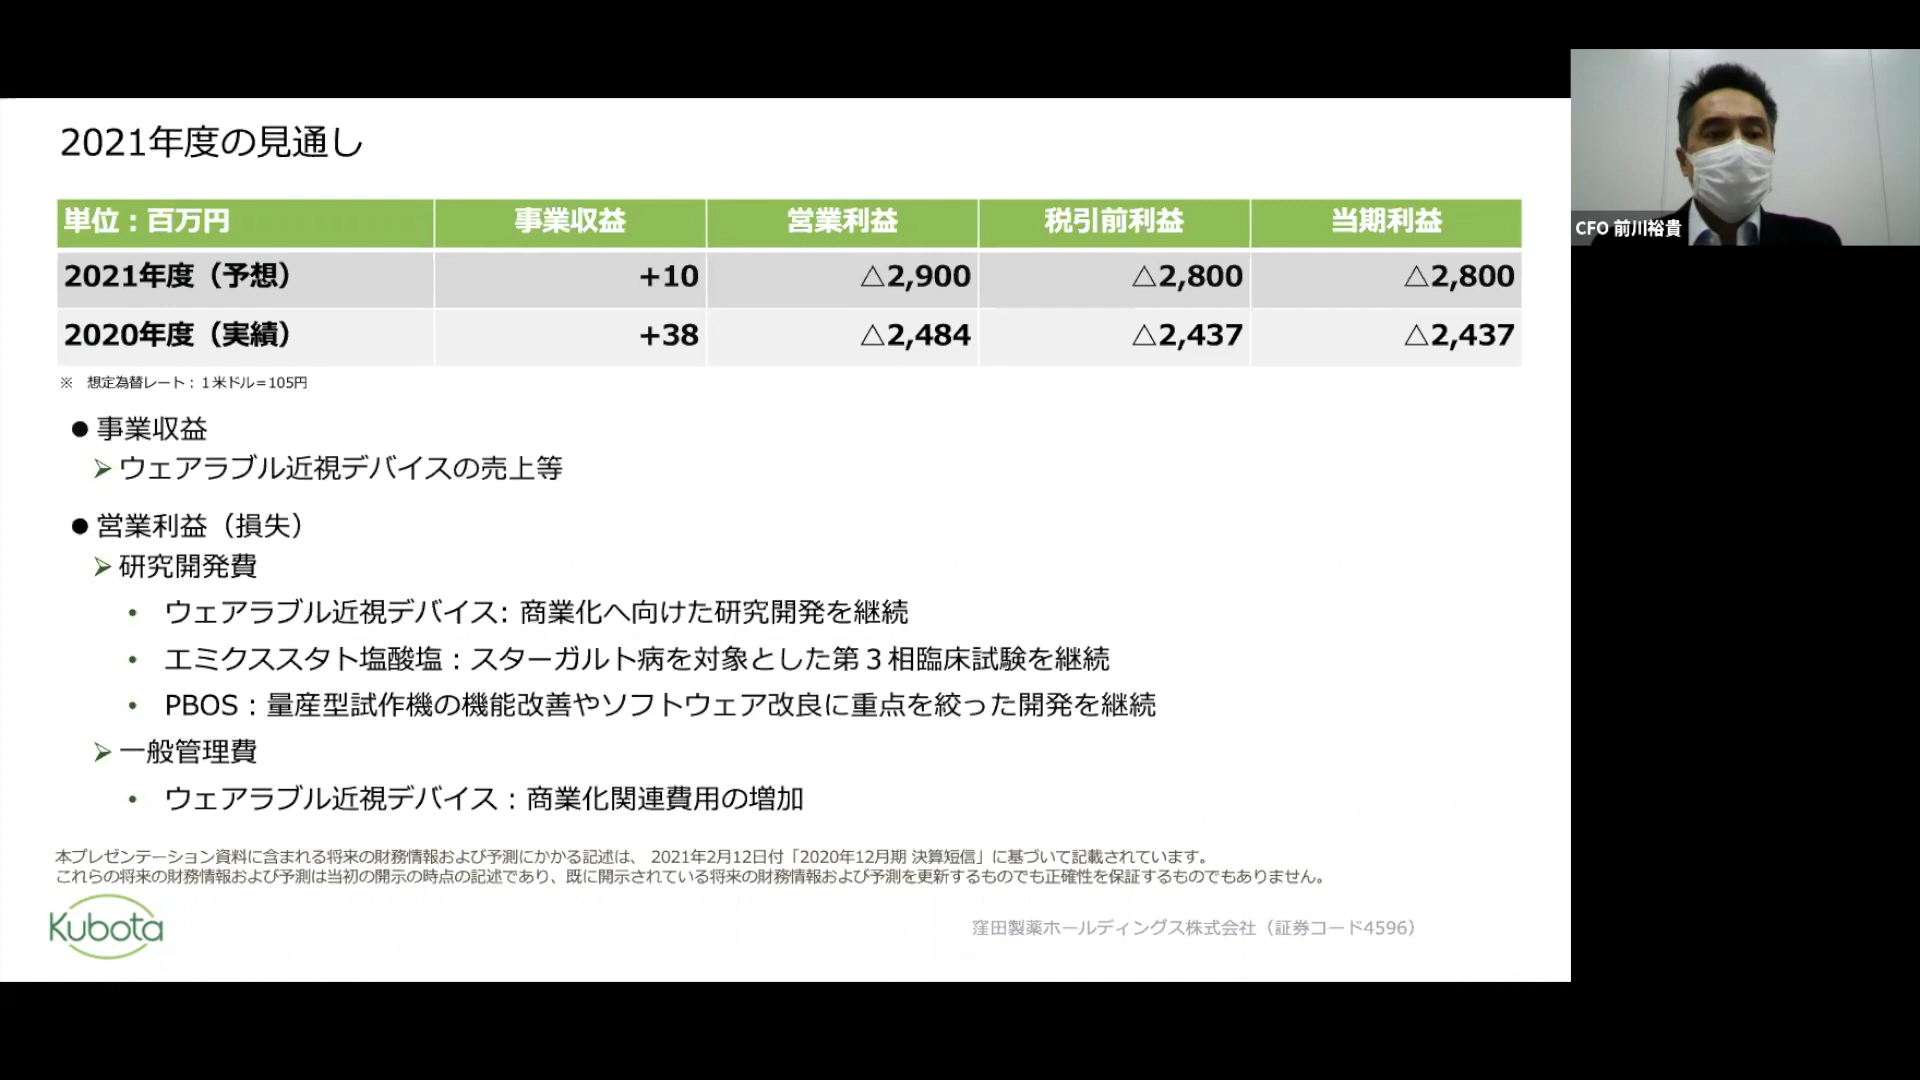 2021年度の見通し
単位：百万円 事業収益 営業利益 税引前利益 当期利益
2021年度（予想） +10 △2,900 △2,800 △2,800
2020年度（実績） +38 △2,484 △2,437 △2,437
※ 想定為替レート：１米ドル＝105円
● 事業収益
➢ ウェアラブル近視デバイスの売上等
● 営業利益（損失）
➢ 研究開発費
• ウェアラブル近視デバイス: 商業化へ向けた研究開発を継続
• エミクススタト塩酸塩：スターガルト病を対象とした第３相臨床試験を継続
• PBOS：量産型試作機の機能改善やソフトウェア改良に重点を絞った開発を継続
➢ 一般管理費
• ウェアラブル近視デバイス：商業化関連費用の増加
本プレゼンテーション資料に含まれる将来の財務情報および予測にかかる記述は、 2021年2月12日付「2020年12月期 決算短信」に基づいて記載されています。
これらの将来の財務情報および予測は当初の開示の時点の記述であり、既に開示されている将来の財務情報および予測を更新するものでも正確性を保証するものでもありません。
Kubota
窪田製薬ホールディングス株式会社（証券コード4596）
CFO 前川裕貴